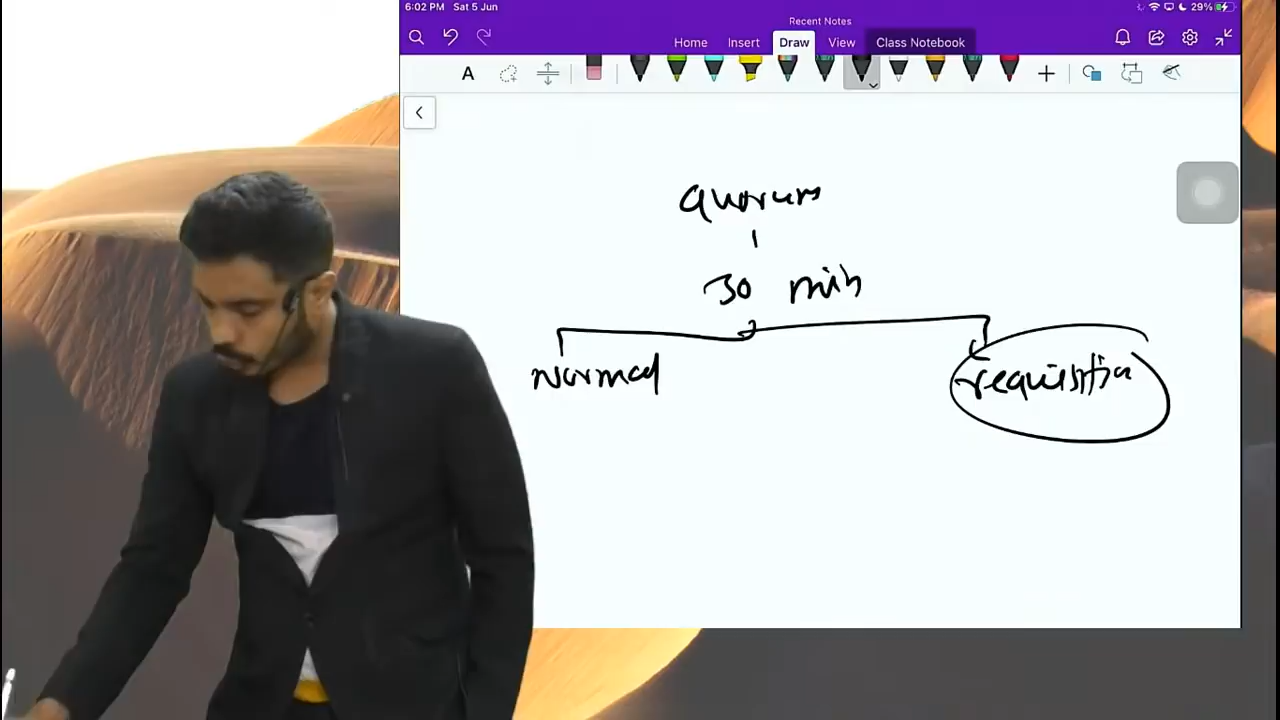 6:02 PM Sat 5 Jun
29%
Recent Notes
Home Insert Draw View Class Notebook
A
Quorum
30 min
Normal
requisition